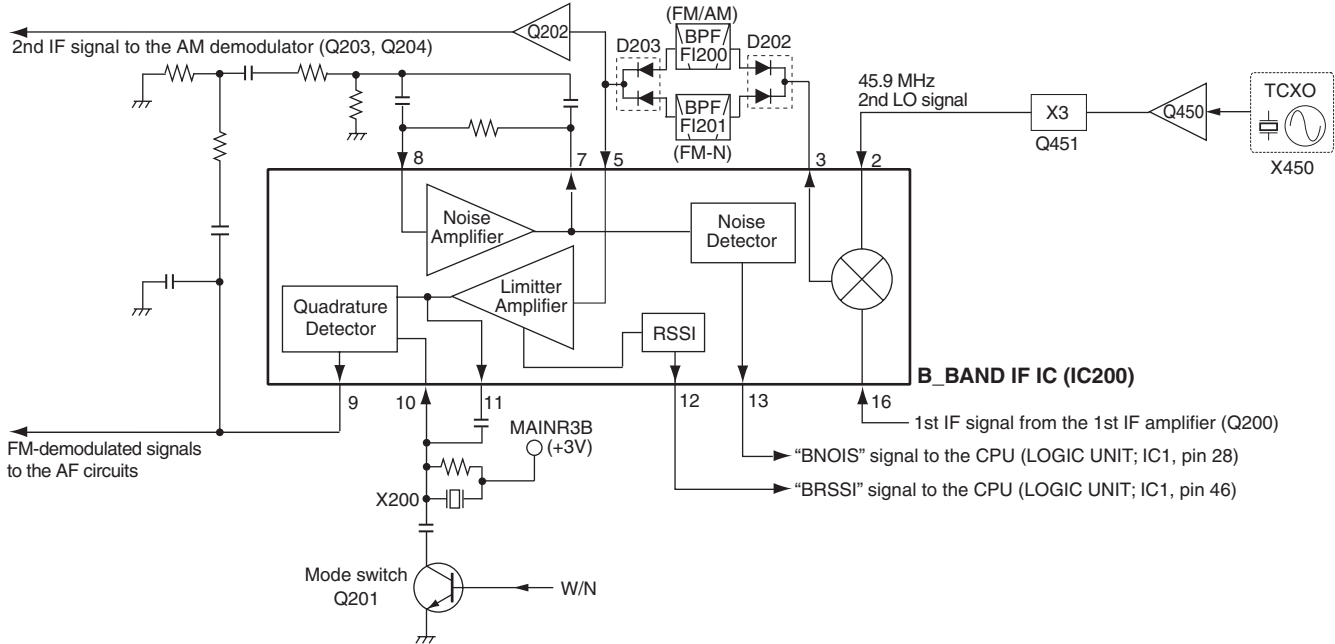 2nd IF signal to the AM demodulator (Q203, Q204)
Q202
(FM/AM)
BPF
FI200
D203
D202
BPF
FI201
(FM-N)
45.9 MHz
2nd LO signal
X3
Q451
Q450
TCXO
X450
8
7
5
3
2
Noise
Amplifier
Noise
Detector
Limitter
Amplifier
Quadrature
Detector
RSSI
B_BAND IF IC (IC200)
9
10
11
12
13
16
1st IF signal from the 1st IF amplifier (Q200)
"BNOIS" signal to the CPU (LOGIC UNIT; IC1, pin 28)
"BRSSI" signal to the CPU (LOGIC UNIT; IC1, pin 46)
FM-demodulated signals
to the AF circuits
MAINR3B
(+3V)
X200
Mode switch
Q201
W/N